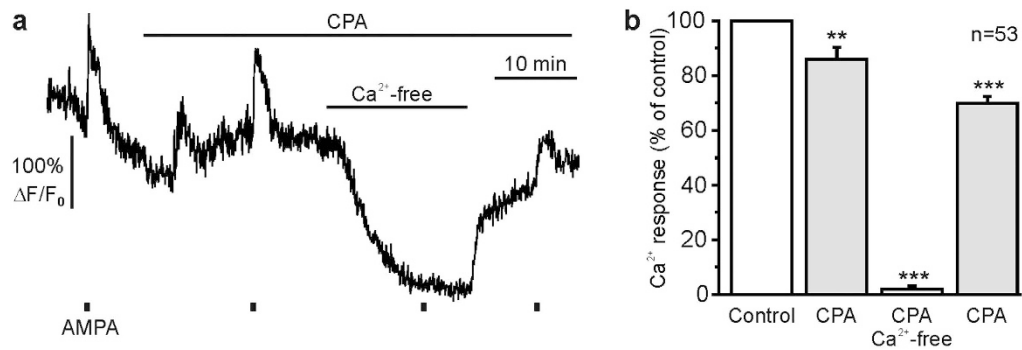 a
CPA
10 min
Ca²⁺-free
100%
ΔF/F₀
AMPA
b
n=53
Ca²⁺ response (% of control)
100
80
60
40
20
0
**
***
***
Control
CPA
CPA
Ca²⁺-free
CPA